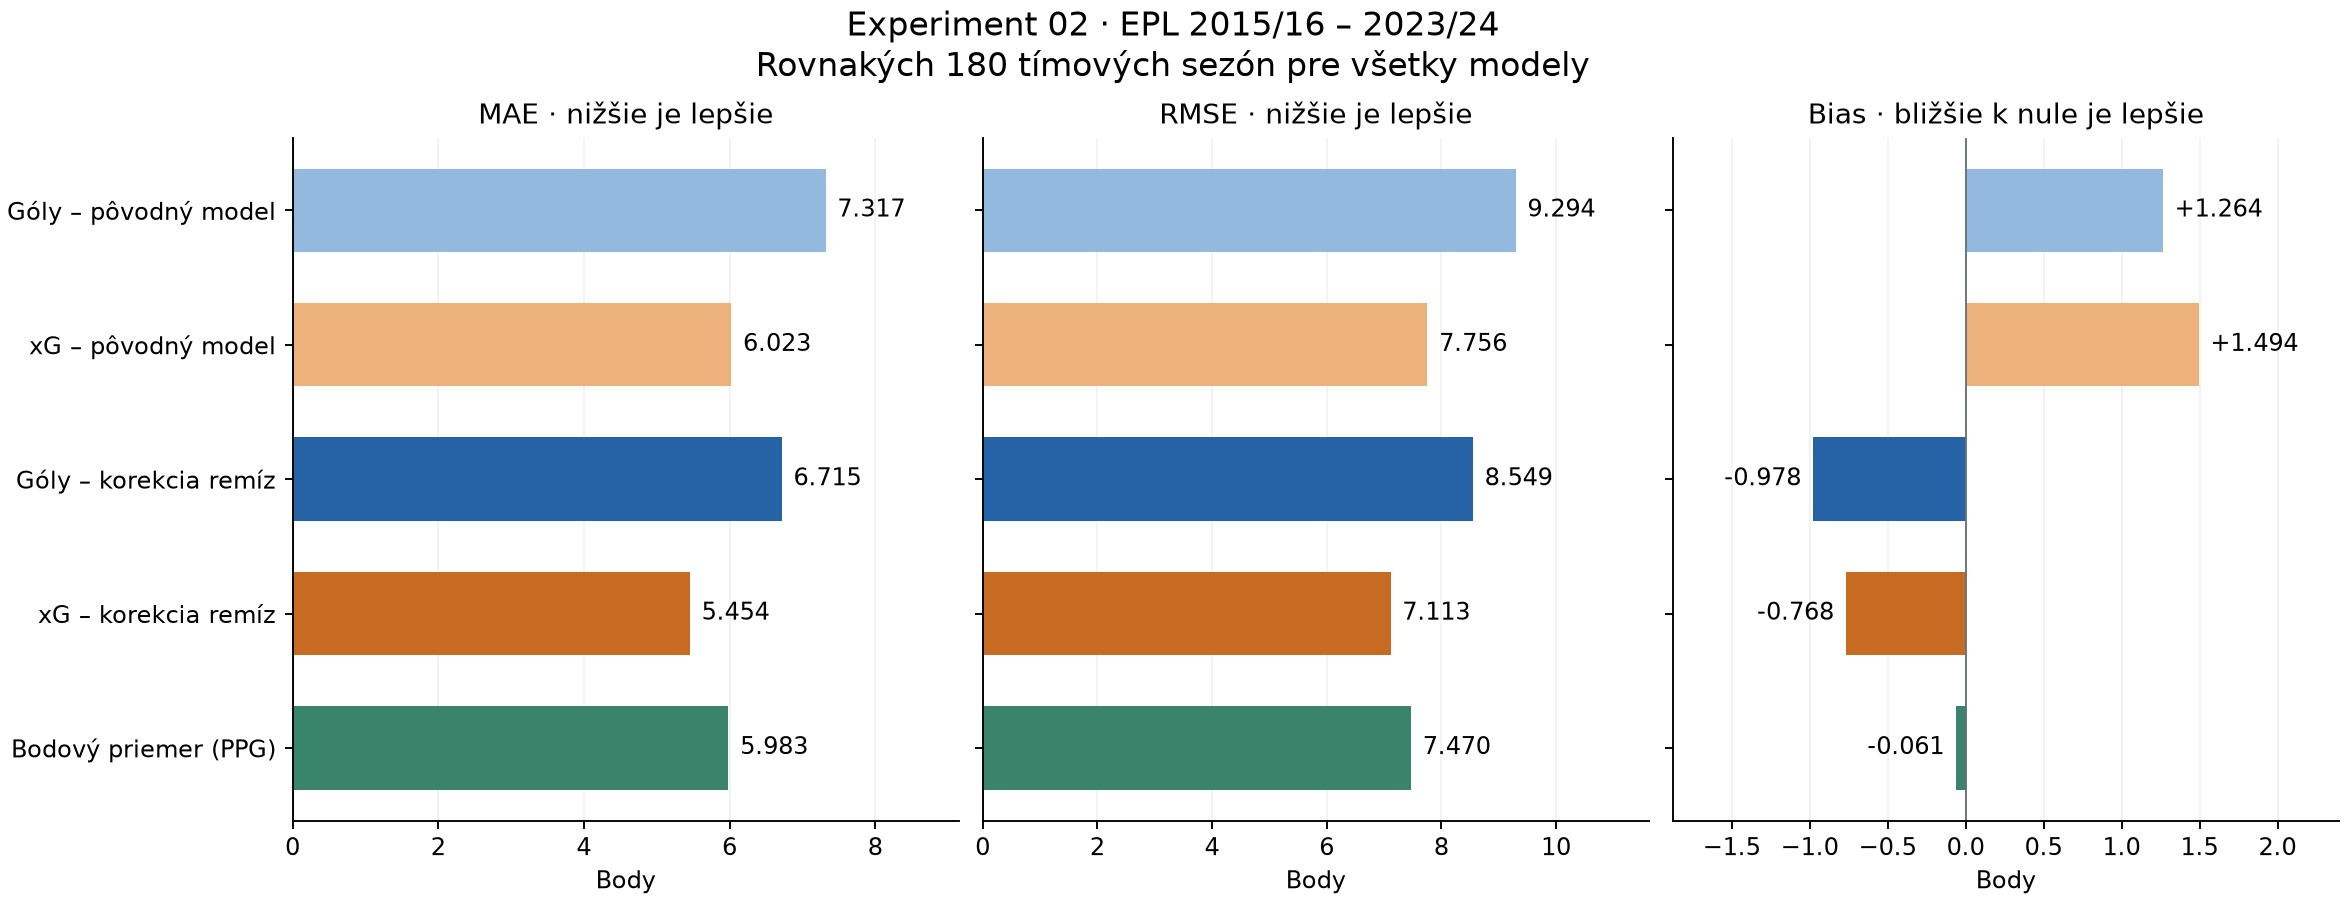 Experiment 02 · EPL 2015/16 – 2023/24
Rovnakých 180 tímových sezón pre všetky modely
MAE · nižšie je lepšie
Góly – pôvodný model
7.317
xG – pôvodný model
6.023
Góly – korekcia remíz
6.715
xG – korekcia remíz
5.454
Bodový priemer (PPG)
5.983
0 2 4 6 8
Body
RMSE · nižšie je lepšie
9.294
7.756
8.549
7.113
7.470
0 2 4 6 8 10
Body
Bias · bližšie k nule je lepšie
+1.264
+1.494
-0.978
-0.768
-0.061
−1.5 −1.0 −0.5 0.0 0.5 1.0 1.5 2.0
Body